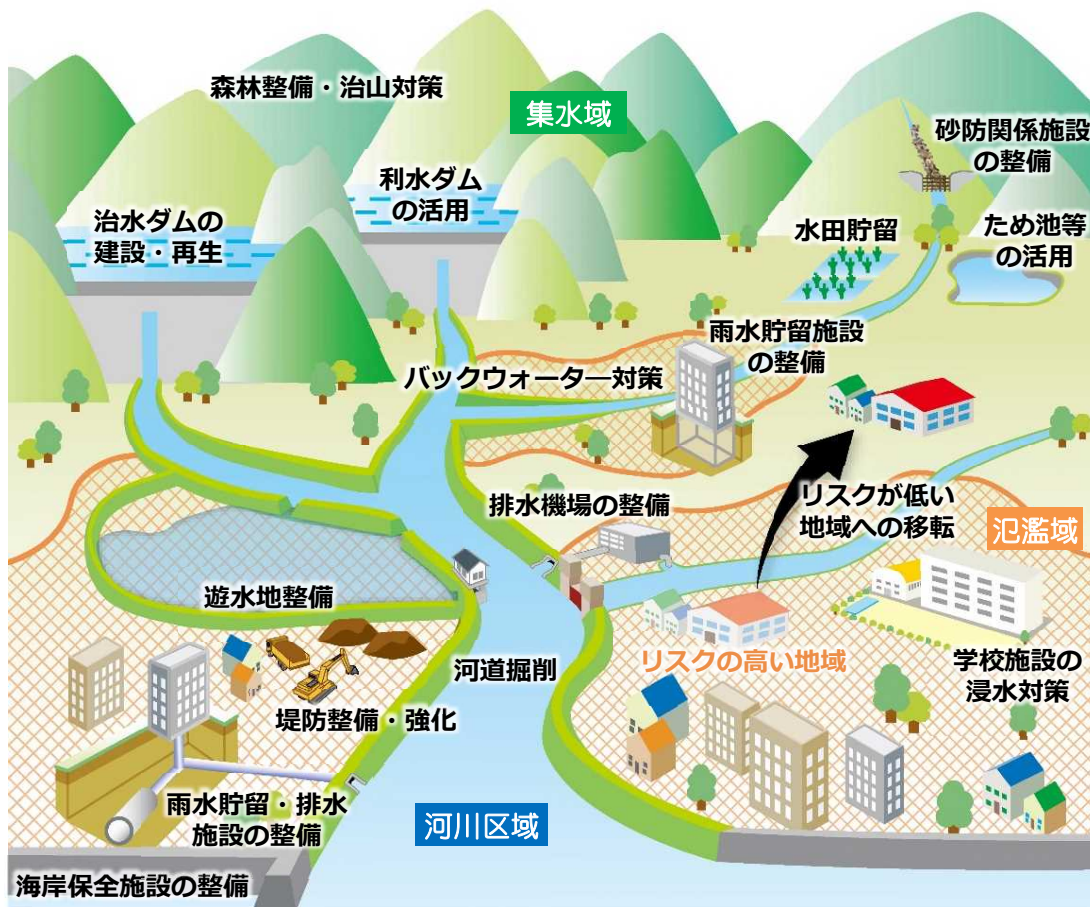 森林整備・治山対策
集水域
砂防関係施設
の整備
利水ダム
の活用
治水ダムの
建設・再生
水田貯留
ため池等
の活用
雨水貯留施設
の整備
バックウォーター対策
排水機場の整備
リスクが低い
地域への移転
氾濫域
遊水地整備
リスクの高い地域
学校施設の
浸水対策
河道掘削
堤防整備・強化
雨水貯留・排水
施設の整備
河川区域
海岸保全施設の整備